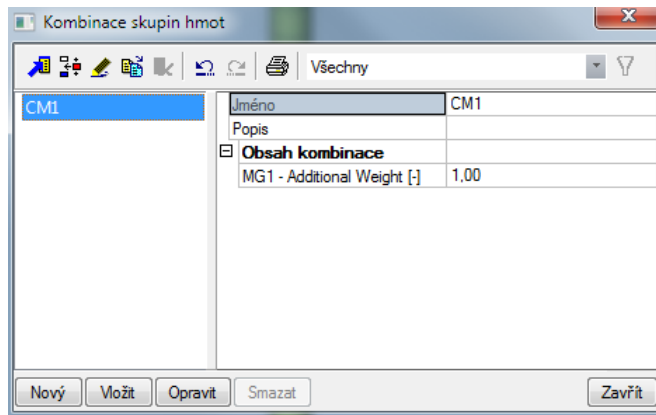 Kombinace skupin hmot
Všechny
CM1
Jméno CM1
Popis
Obsah kombinace
MG1 - Additional Weight [-] 1,00
Nový Vložit Opravit Smazat Zavřít